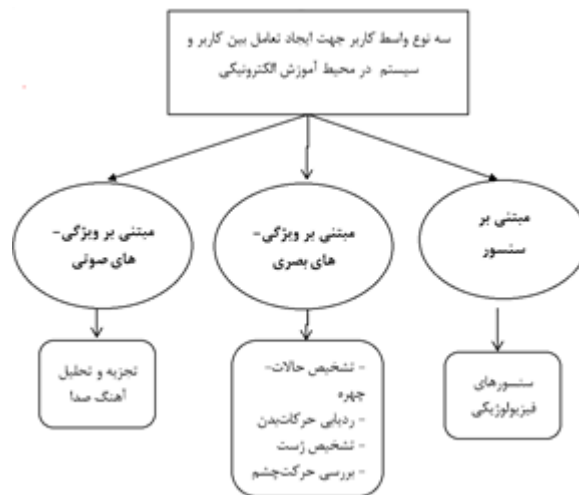 سه نوع واسط کاربر جهت ایجاد تعامل بین کاربر و
سیستم در محیط آموزش الکترونیکی
مبتنی بر
سنسور
مبتنی بر ویژگی-
های بصری
مبتنی بر ویژگی-
های صوتی
سنسورهای
فیزیولوژیکی
- تشخیص حالات-
چهره
- ردیابی حرکات‌بدن
- تشخیص ژست
- بررسی حرکت‌چشم
تجزیه و تحلیل
آهنگ صدا